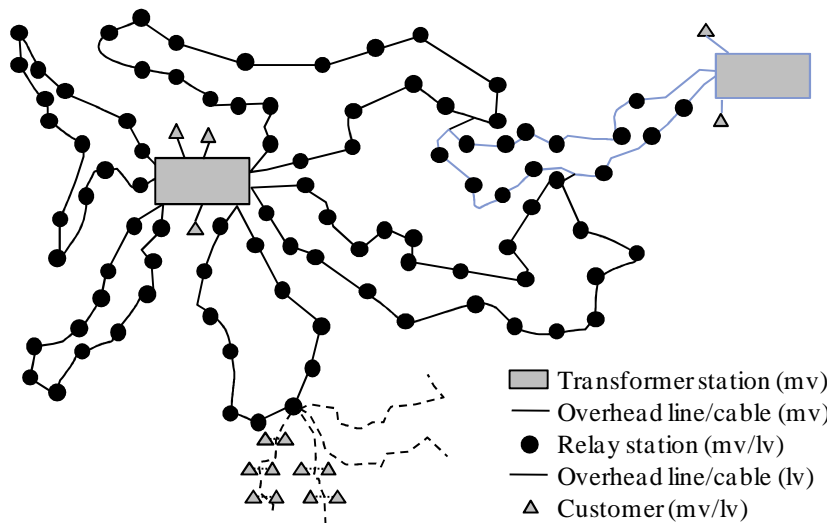 Transformer station (mv)
Overhead line/cable (mv)
Relay station (mv/lv)
Overhead line/cable (lv)
Customer (mv/lv)